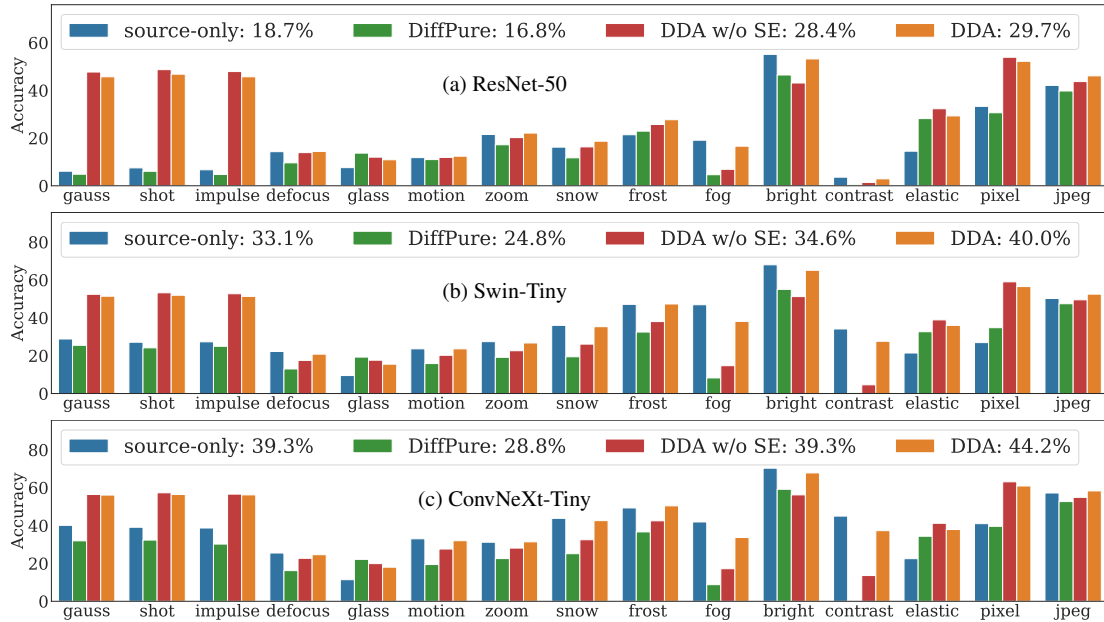 source-only: 18.7% DiffPure: 16.8% DDA w/o SE: 28.4% DDA: 29.7%
(a) ResNet-50
Accuracy
60
40
20
0
gauss shot impulse defocus glass motion zoom snow frost fog bright contrast elastic pixel jpeg
source-only: 33.1% DiffPure: 24.8% DDA w/o SE: 34.6% DDA: 40.0%
(b) Swin-Tiny
Accuracy
80
60
40
20
0
gauss shot impulse defocus glass motion zoom snow frost fog bright contrast elastic pixel jpeg
source-only: 39.3% DiffPure: 28.8% DDA w/o SE: 39.3% DDA: 44.2%
(c) ConvNeXt-Tiny
Accuracy
80
60
40
20
0
gauss shot impulse defocus glass motion zoom snow frost fog bright contrast elastic pixel jpeg